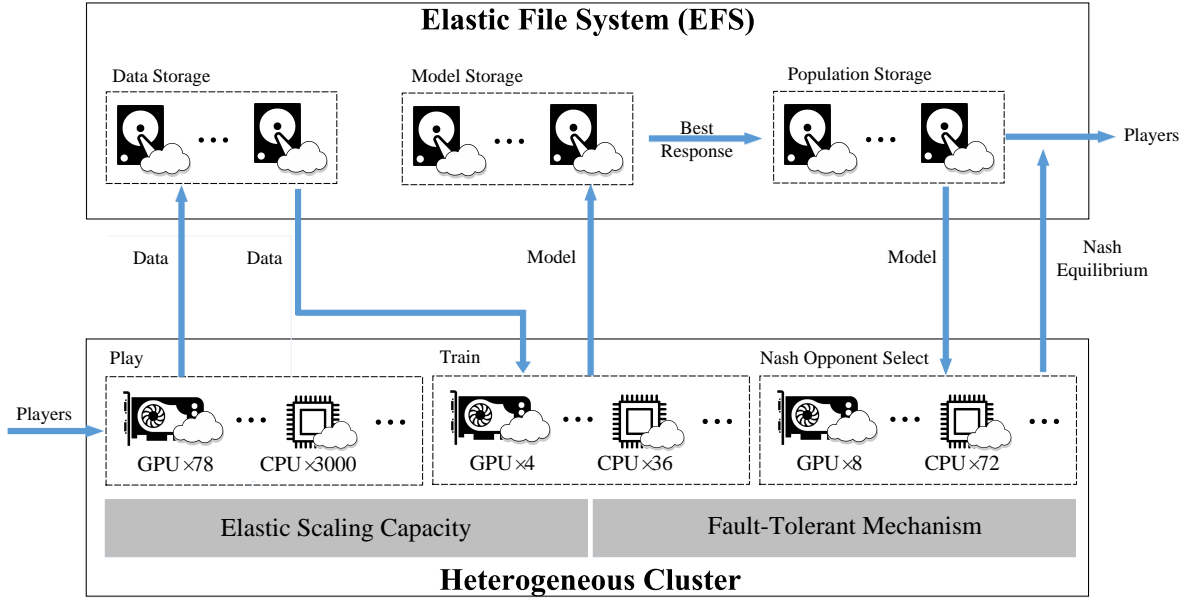 Elastic File System (EFS)
Data Storage
Model Storage
Population Storage
Best
Response
Players
Data
Data
Model
Model
Nash
Equilibrium
Play
Train
Nash Opponent Select
Players
GPU×78
CPU×3000
GPU×4
CPU×36
GPU×8
CPU×72
Elastic Scaling Capacity
Fault-Tolerant Mechanism
Heterogeneous Cluster